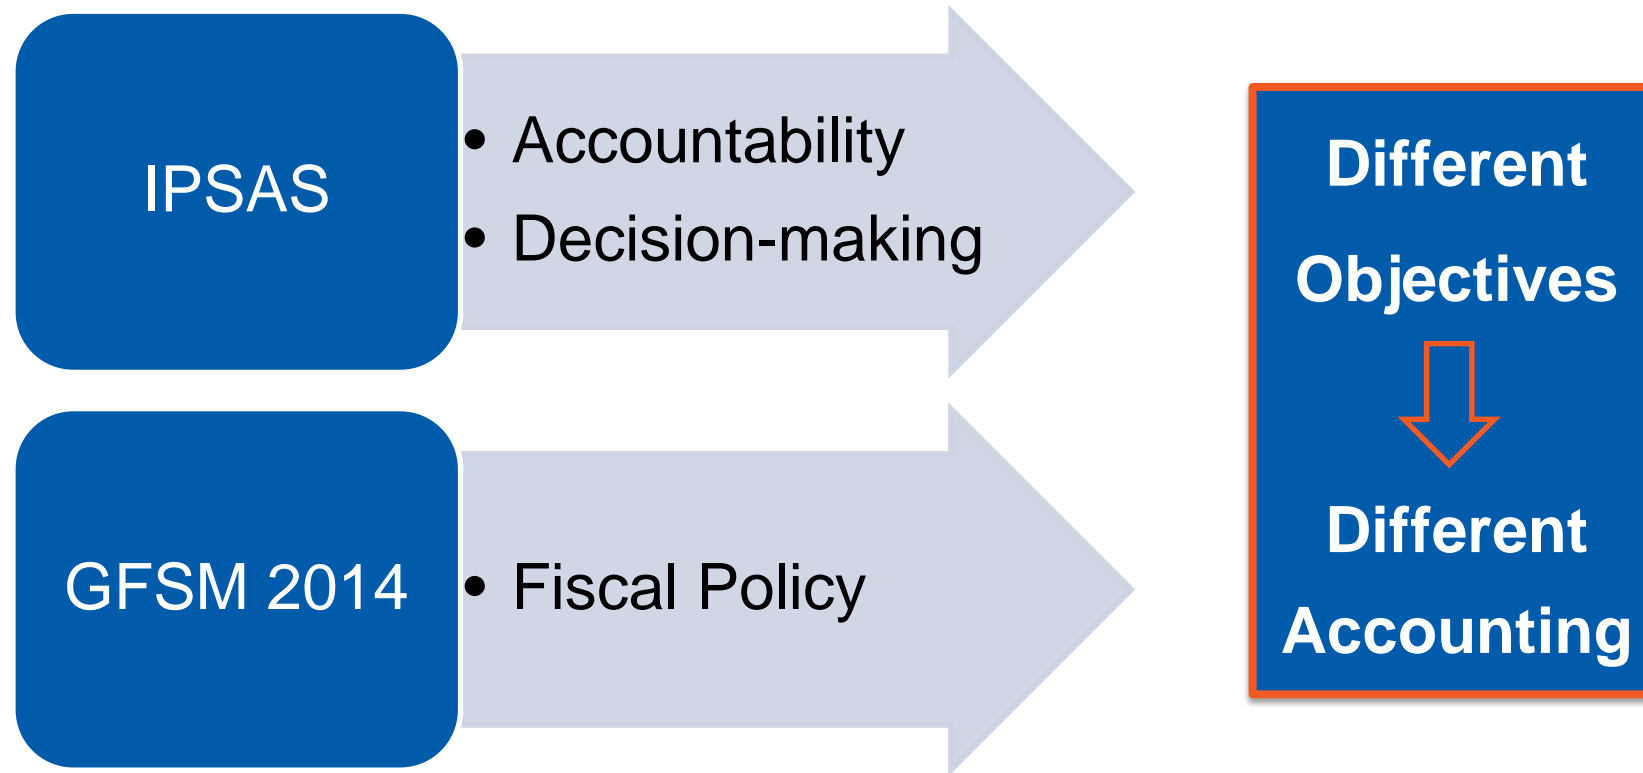 IPSAS
• Accountability
• Decision-making
GFSM 2014
• Fiscal Policy
Different
Objectives
Different
Accounting